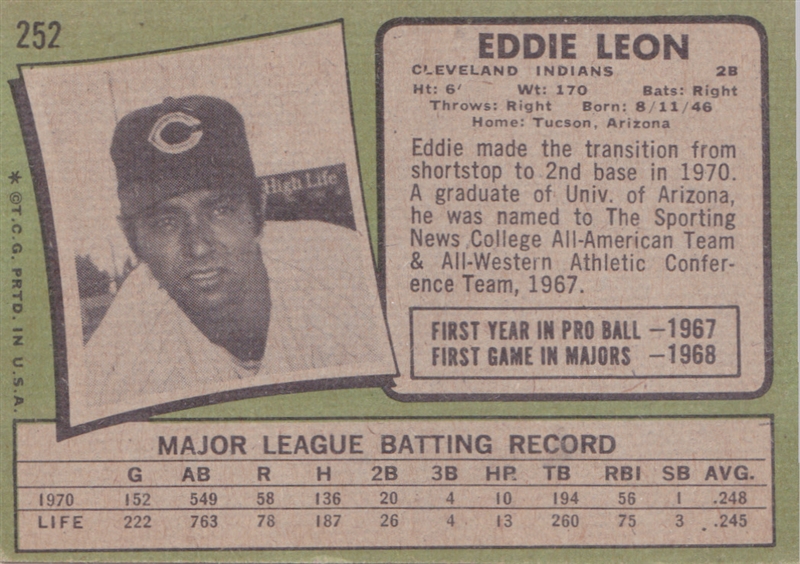 252
EDDIE LEON
CLEVELAND INDIANS 2B
Ht: 6' Wt: 170 Bats: Right
Throws: Right Born: 8/11/46
Home: Tucson, Arizona
Eddie made the transition from
shortstop to 2nd base in 1970.
A graduate of Univ. of Arizona,
he was named to The Sporting
News College All-American Team
& All-Western Athletic Confer-
ence Team, 1967.
FIRST YEAR IN PRO BALL —1967
FIRST GAME IN MAJORS —1968
C
High Life
* ©T.C.G. PRTD. IN U.S.A.
MAJOR LEAGUE BATTING RECORD
G AB R H 2B 3B HR TB RBI SB AVG.
1970 152 549 58 136 20 4 10 194 56 1 .248
LIFE 222 763 78 187 26 4 13 260 75 3 .245